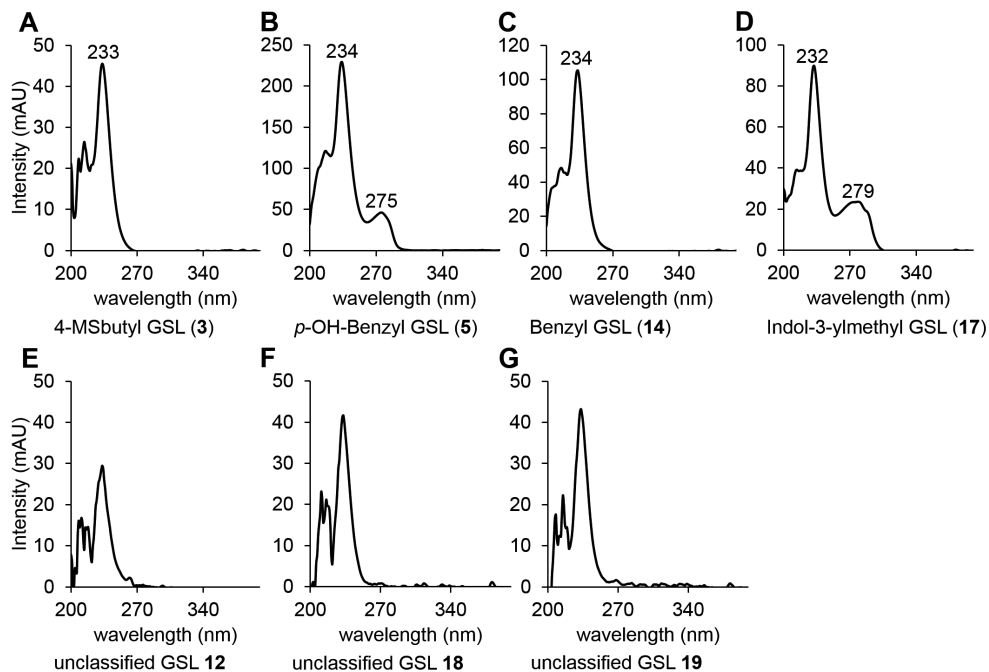 A
B
C
D
Intensity (mAU)
50
40
30
20
10
0
233
200 270 340
wavelength (nm)
4-MSbutyl GSL (3)
250
200
150
100
50
0
234
275
200 270 340
wavelength (nm)
p-OH-Benzyl GSL (5)
120
100
80
60
40
20
0
234
200 270 340
wavelength (nm)
Benzyl GSL (14)
100
80
60
40
20
0
232
279
200 270 340
wavelength (nm)
Indol-3-ylmethyl GSL (17)
E
F
G
Intensity (mAU)
50
40
30
20
10
0
200 270 340
wavelength (nm)
unclassified GSL 12
50
40
30
20
10
0
200 270 340
wavelength (nm)
unclassified GSL 18
50
40
30
20
10
0
200 270 340
wavelength (nm)
unclassified GSL 19